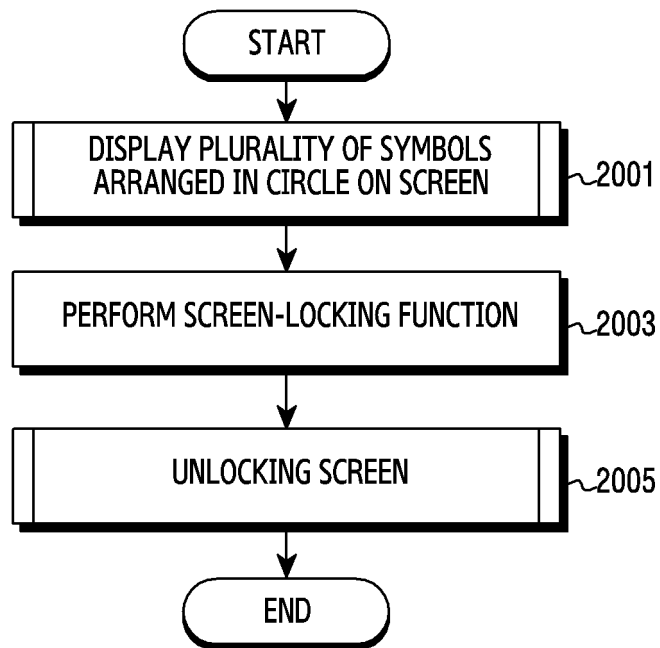 START
DISPLAY PLURALITY OF SYMBOLS
ARRANGED IN CIRCLE ON SCREEN
2001
PERFORM SCREEN-LOCKING FUNCTION
2003
UNLOCKING SCREEN
2005
END